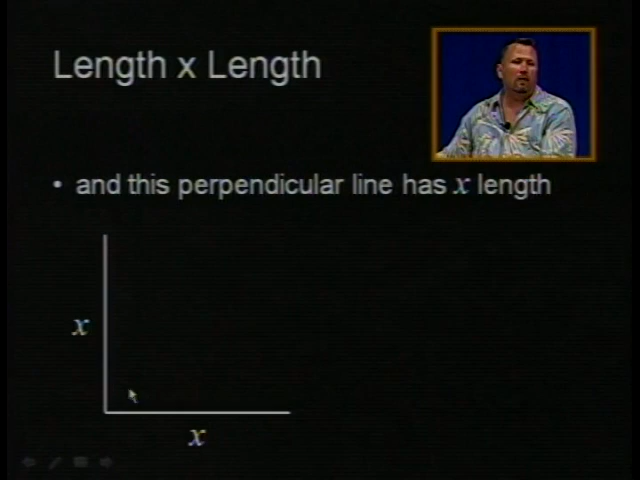 Length x Length
• and this perpendicular line has x length
x
x